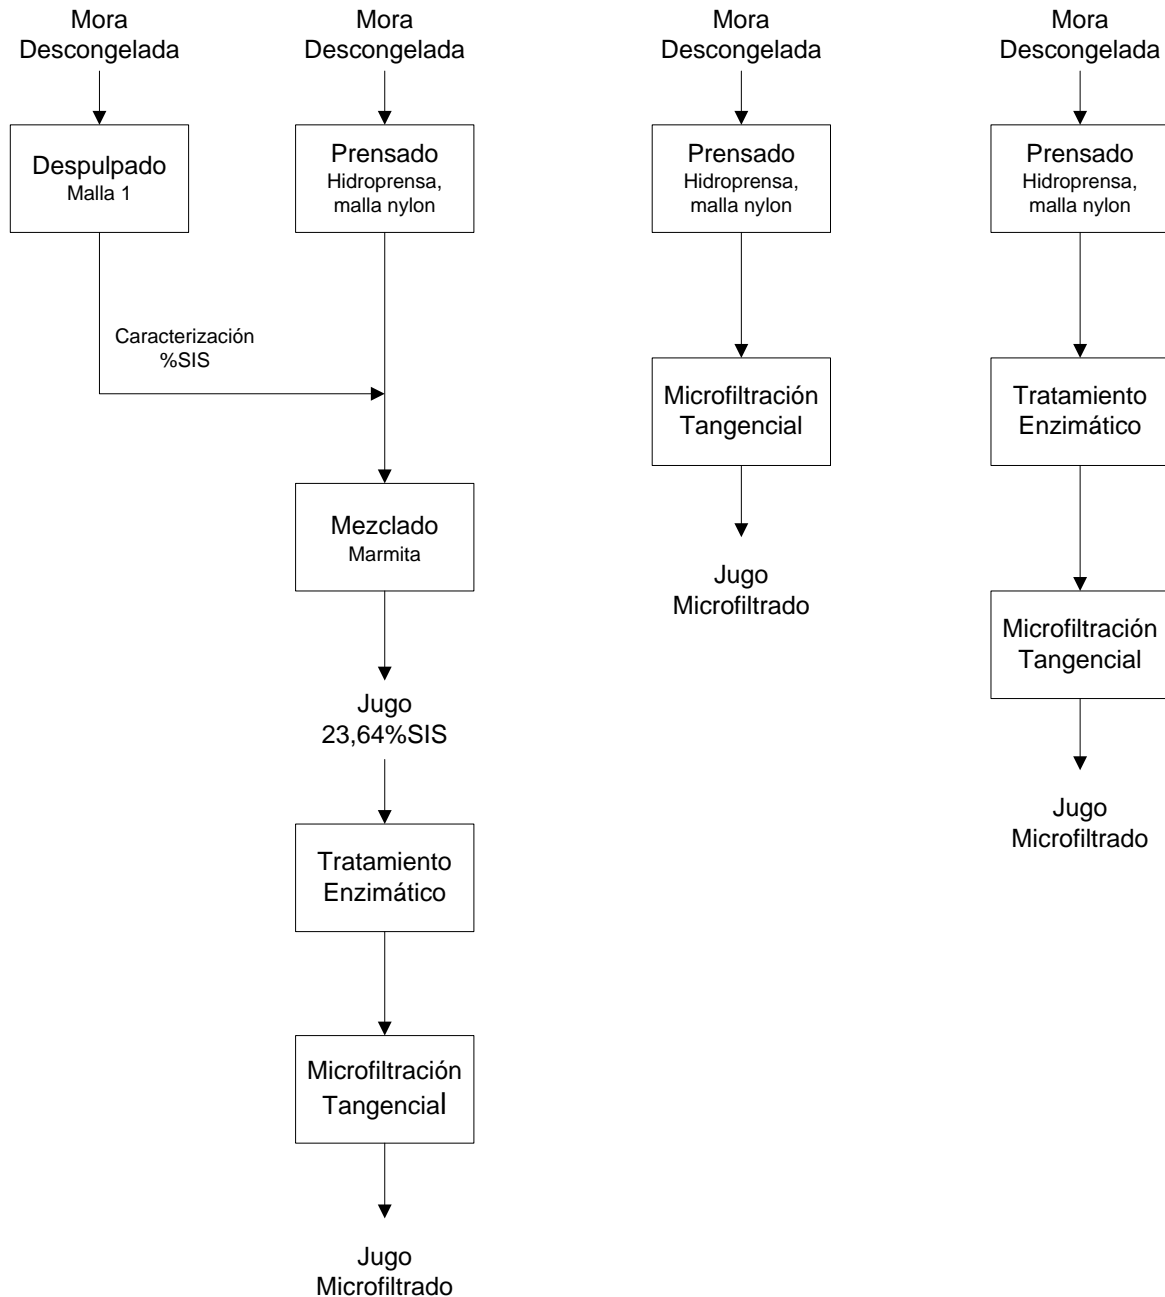 Mora
Descongelada
Despulpado
Malla 1
Caracterización
%SIS
Mora
Descongelada
Prensado
Hidroprensa,
malla nylon
Mezclado
Marmita
Jugo
23,64%SIS
Tratamiento
Enzimático
Microfiltración
Tangencial
Jugo
Microfiltrado
Mora
Descongelada
Prensado
Hidroprensa,
malla nylon
Microfiltración
Tangencial
Jugo
Microfiltrado
Mora
Descongelada
Prensado
Hidroprensa,
malla nylon
Tratamiento
Enzimático
Microfiltración
Tangencial
Jugo
Microfiltrado